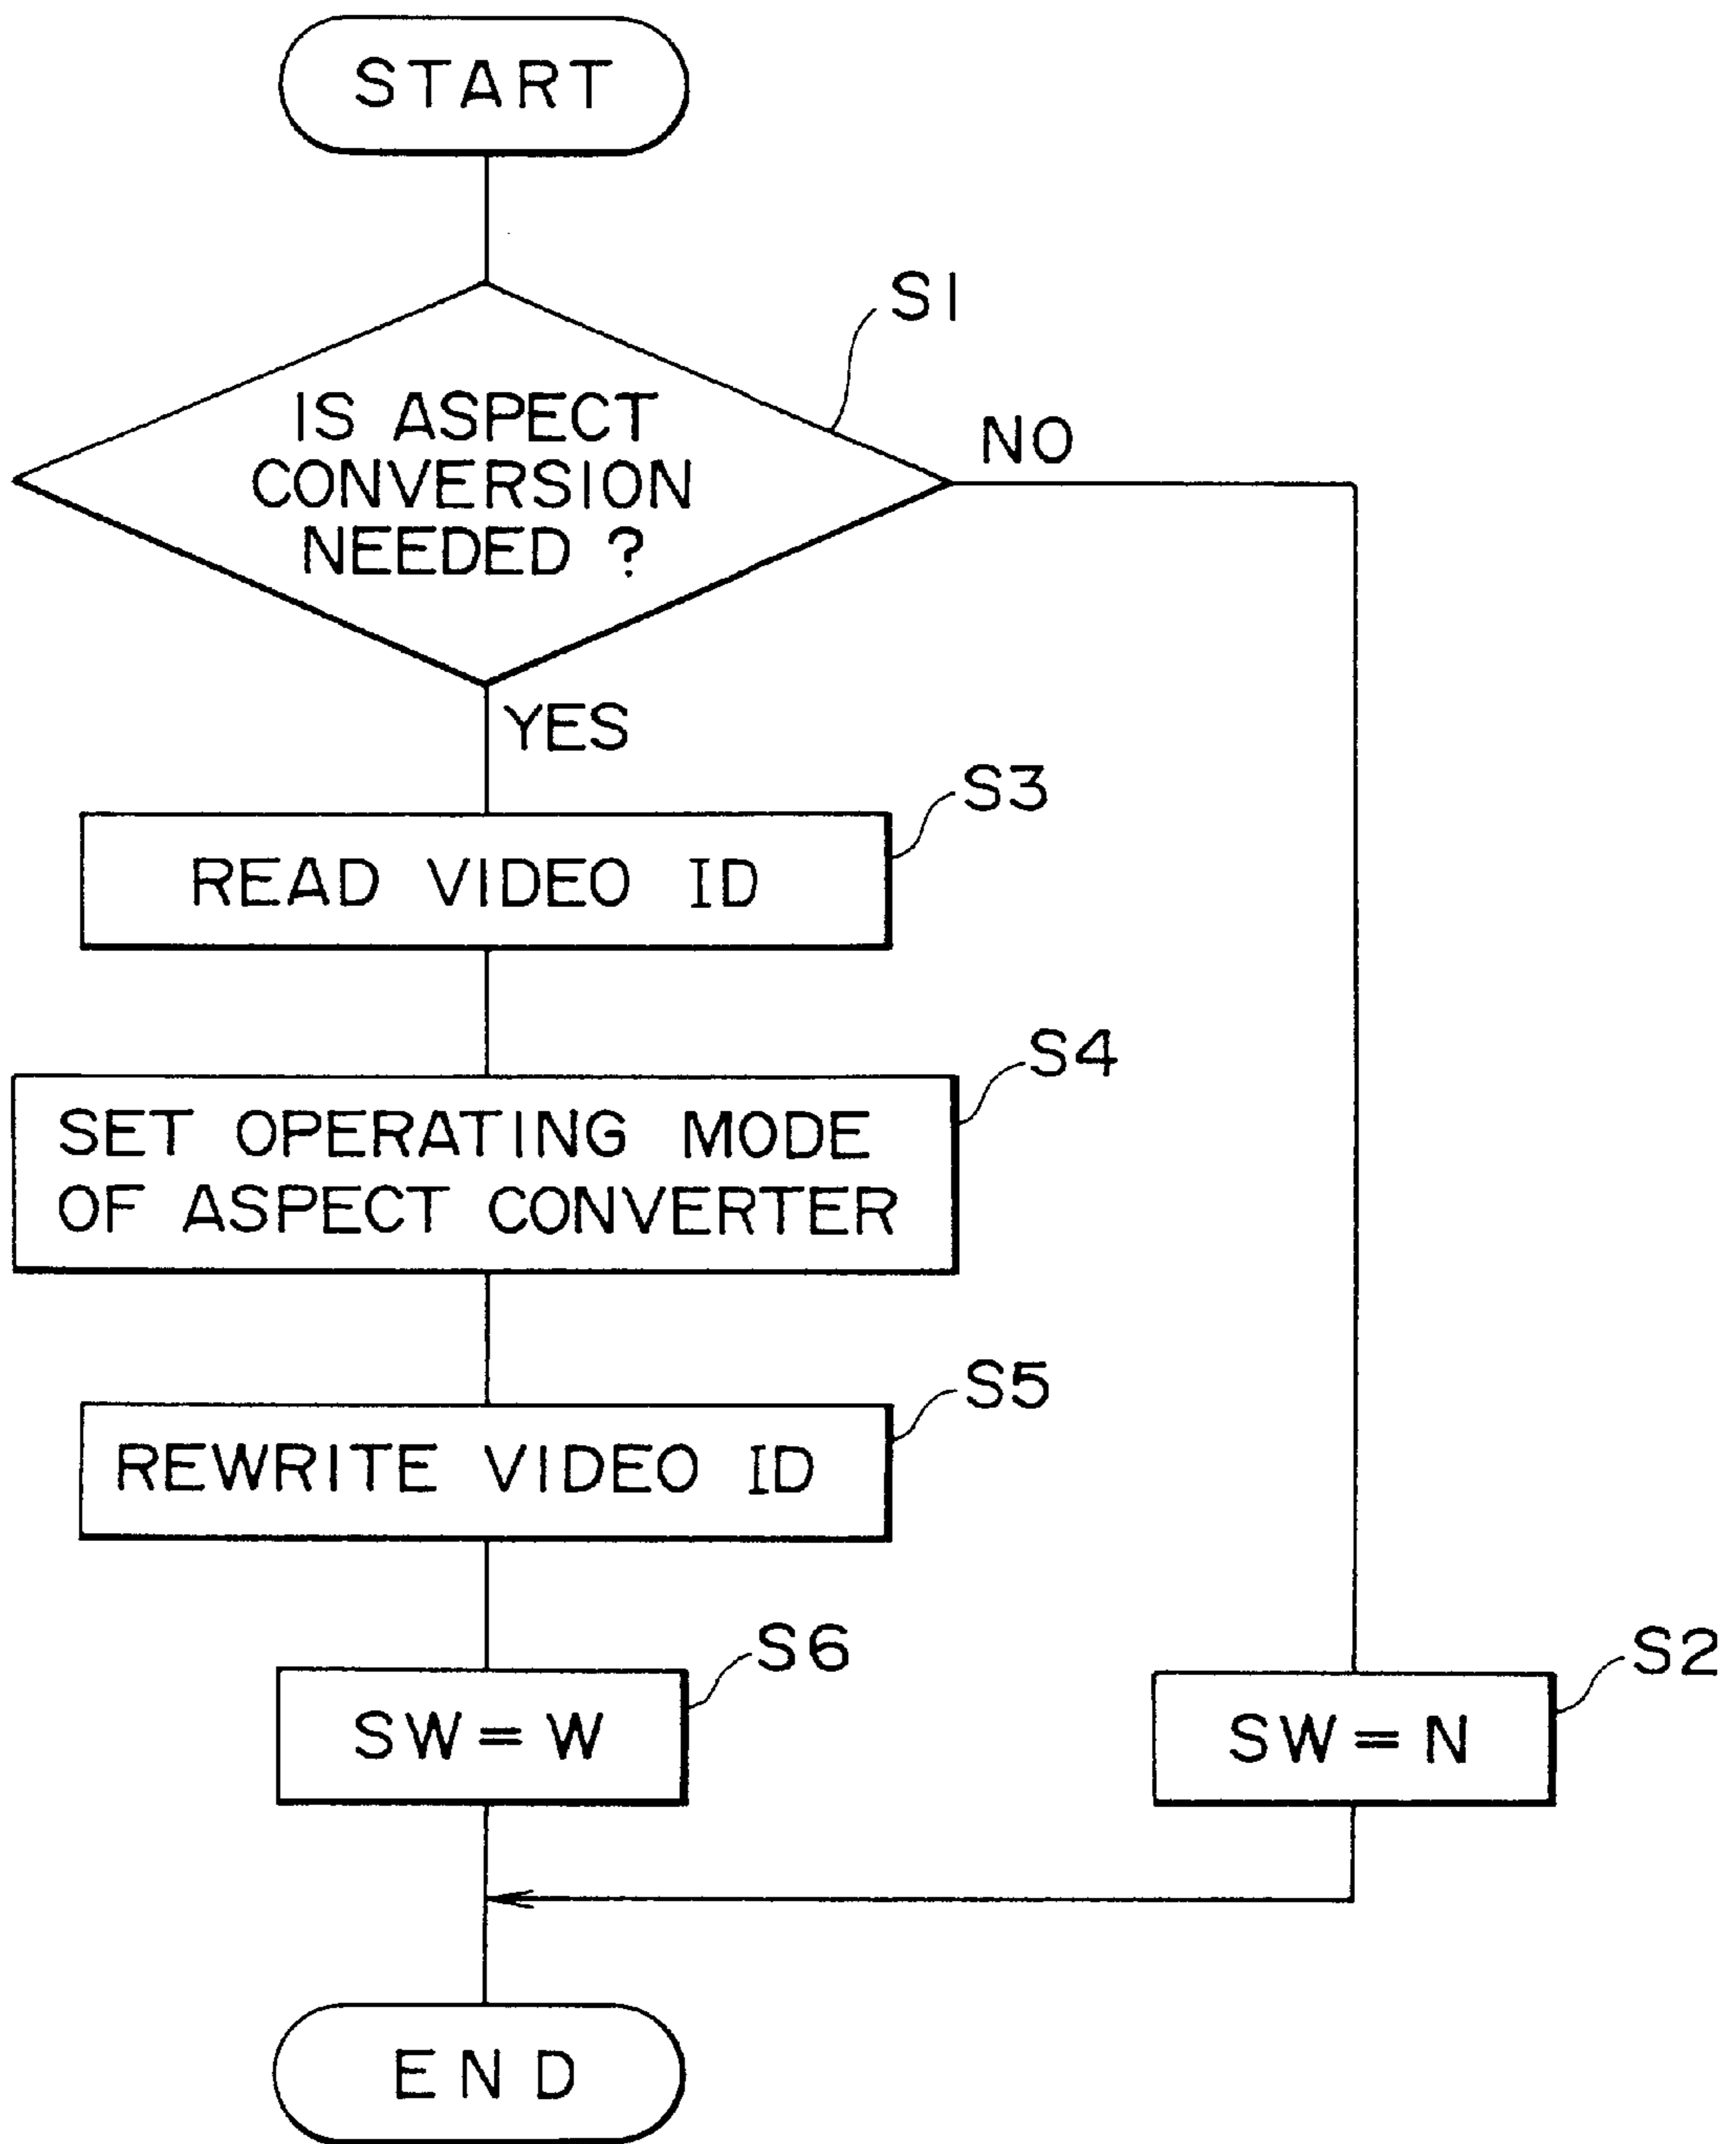 START
S1
IS ASPECT
CONVERSION
NEEDED ?
NO
YES
S3
READ VIDEO ID
S4
SET OPERATING MODE
OF ASPECT CONVERTER
S5
REWRITE VIDEO ID
S6
SW=W
S2
SW=N
END